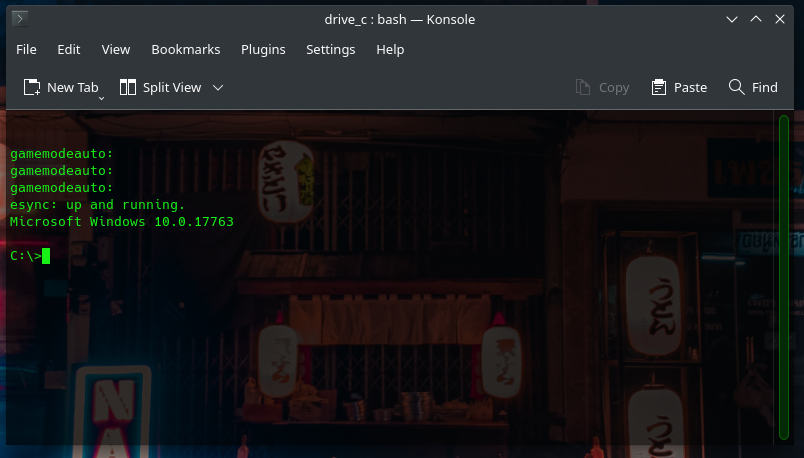 drive_c : bash — Konsole
File Edit View Bookmarks Plugins Settings Help
New Tab Split View Copy Paste Find
gamemodeauto:
gamemodeauto:
gamemodeauto:
esync: up and running.
Microsoft Windows 10.0.17763
C:\>
NA